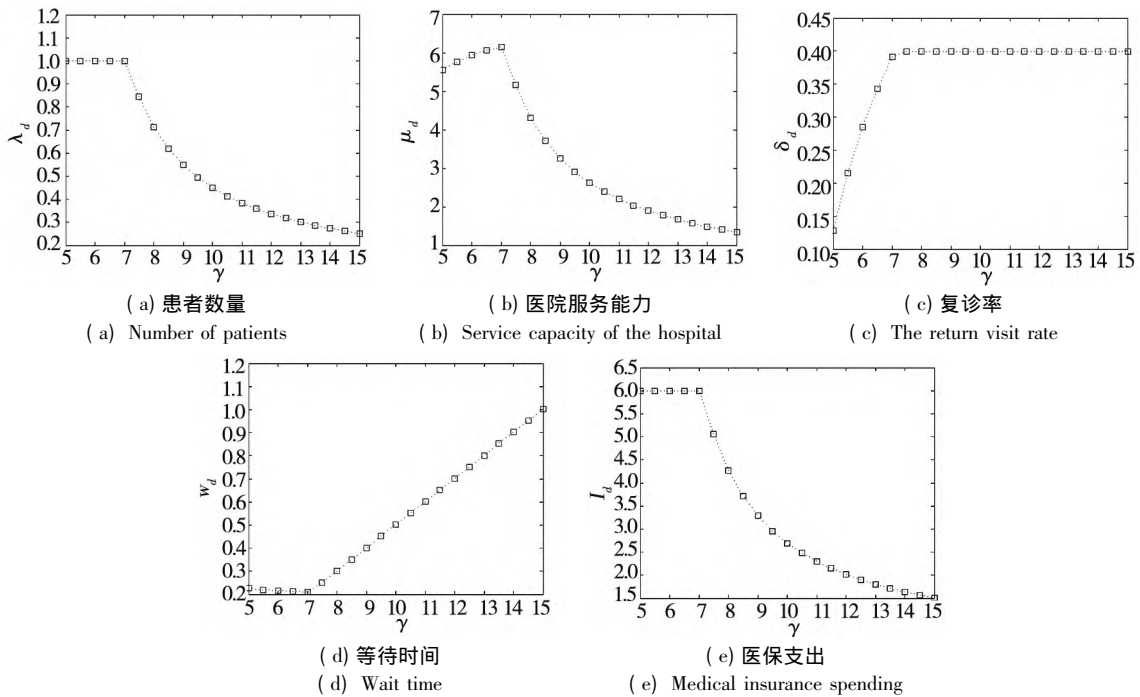 1.2
1.1
1.0
0.9
0.8
0.7
0.6
0.5
0.4
0.3
0.2
λ_d
5 6 7 8 9 10 11 12 13 14 15
γ
7
6
5
4
3
2
1
μ_d
5 6 7 8 9 10 11 12 13 14 15
γ
0.45
0.40
0.35
0.30
0.25
0.20
0.15
0.10
δ_d
5 6 7 8 9 10 11 12 13 14 15
γ
( a) 患者数量
( a) Number of patients
( b) 医院服务能力
( b) Service capacity of the hospital
( c) 复诊率
( c) The return visit rate
1.2
1.1
1.0
0.9
0.8
0.7
0.6
0.5
0.4
0.3
0.2
w_d
5 6 7 8 9 10 11 12 13 14 15
γ
6.5
6.0
5.5
5.0
4.5
4.0
3.5
3.0
2.5
2.0
1.5
I_d
5 6 7 8 9 10 11 12 13 14 15
γ
( d) 等待时间
( d) Wait time
( e) 医保支出
( e) Medical insurance spending